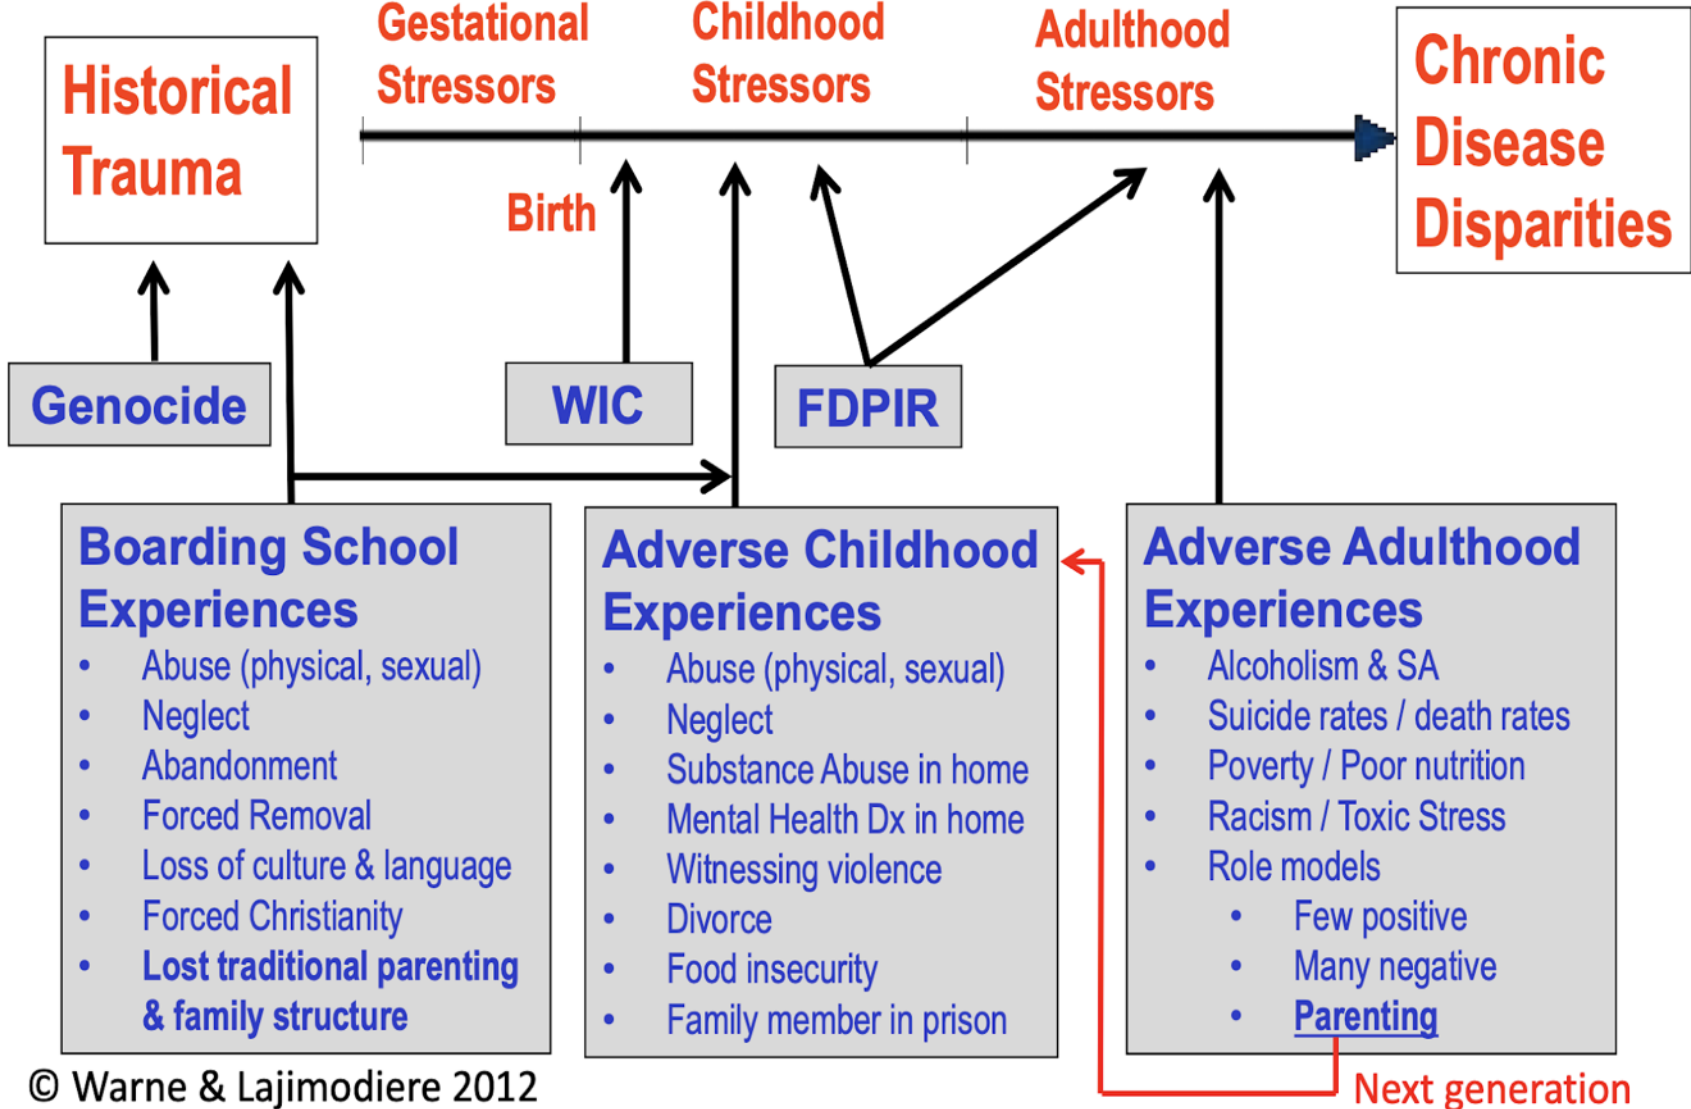 Historical
Trauma
Gestational
Stressors
Childhood
Stressors
Adulthood
Stressors
Chronic
Disease
Disparities
Birth
Genocide
WIC
FDPIR
Boarding School
Experiences
• Abuse (physical, sexual)
• Neglect
• Abandonment
• Forced Removal
• Loss of culture & language
• Forced Christianity
• Lost traditional parenting
& family structure
Adverse Childhood
Experiences
• Abuse (physical, sexual)
• Neglect
• Substance Abuse in home
• Mental Health Dx in home
• Witnessing violence
• Divorce
• Food insecurity
• Family member in prison
Adverse Adulthood
Experiences
• Alcoholism & SA
• Suicide rates / death rates
• Poverty / Poor nutrition
• Racism / Toxic Stress
• Role models
• Few positive
• Many negative
• Parenting
© Warne & Lajimodiere 2012
Next generation